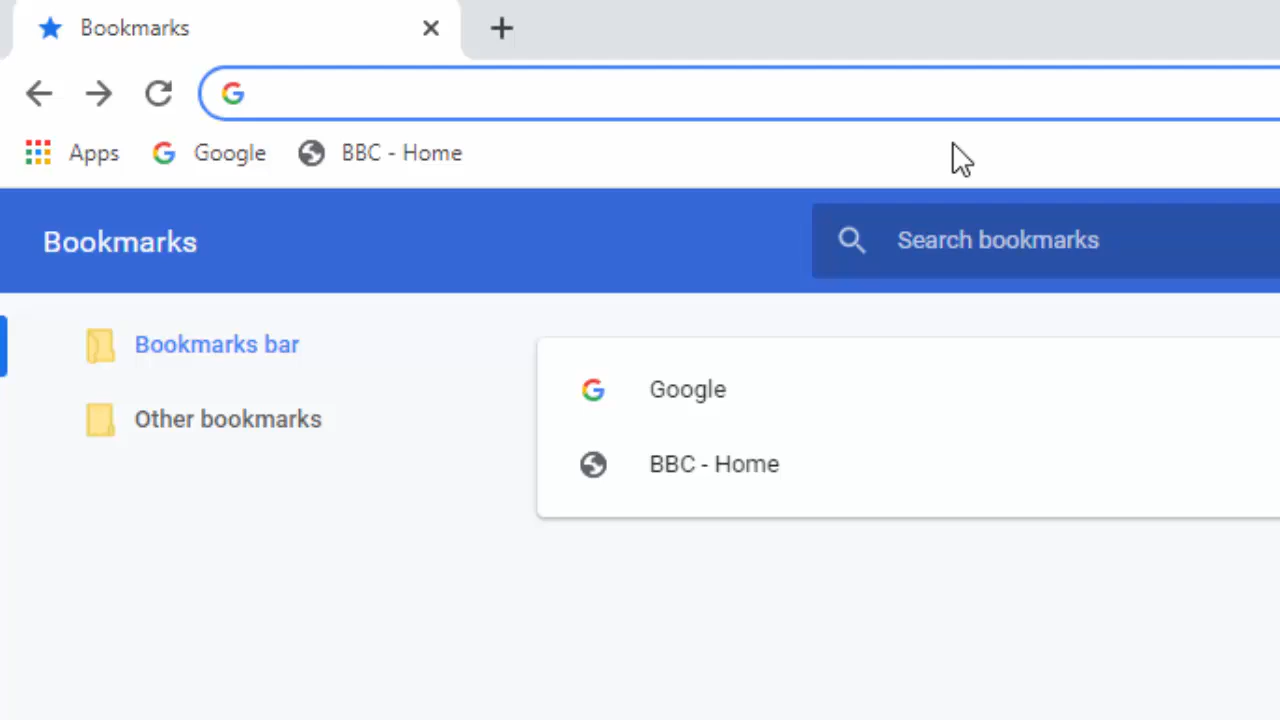 Bookmarks
Apps Google BBC - Home
Bookmarks Search bookmarks
Bookmarks bar
Other bookmarks
Google
BBC - Home